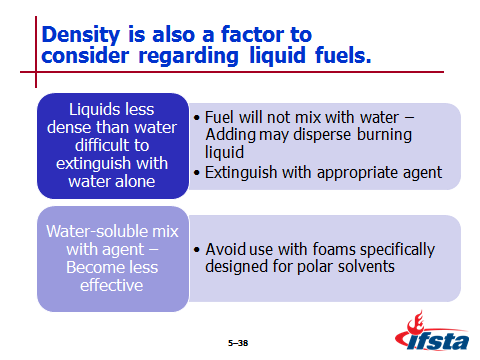 Density is also a factor to
consider regarding liquid fuels.
Liquids less
dense than water
difficult to
extinguish with
water alone
• Fuel will not mix with water –
Adding may disperse burning
liquid
• Extinguish with appropriate agent
Water-soluble mix
with agent –
Become less
effective
• Avoid use with foams specifically
designed for polar solvents
5–38
ifsta